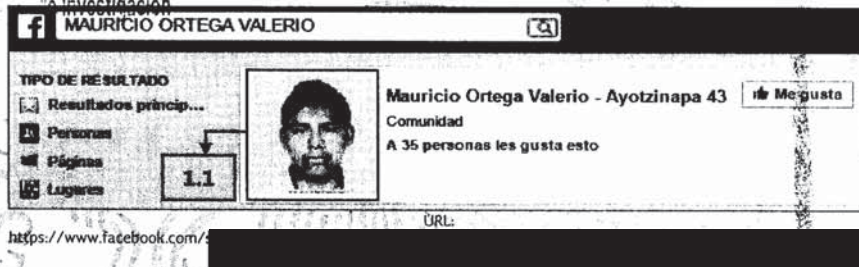 e investigacion
f MAURICIO ORTEGA VALERIO
TIPO DE RESULTADO
Resultados princip...
Personas
Páginas
Lugares
1.1
Mauricio Ortega Valerio - Ayotzinapa 43
Comunidad
A 35 personas les gusta esto
Me gusta
URL:
https://www.facebook.com/s